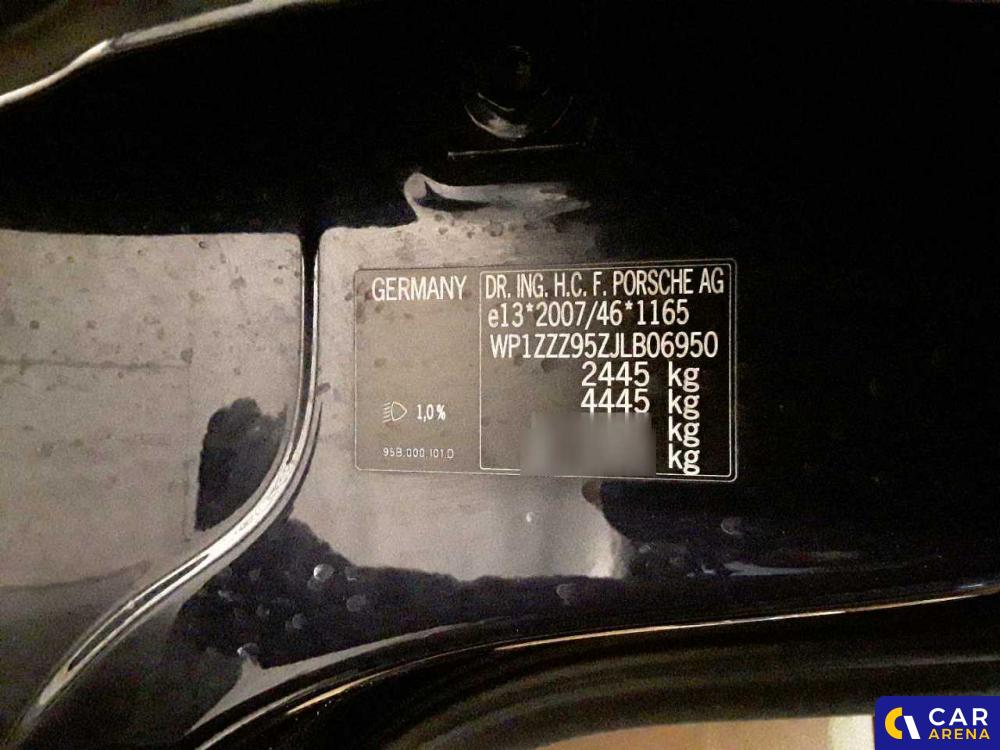 GERMANY
DR. ING. H.C. F. PORSCHE AG
e13*2007/46*1165
WP1ZZZ95ZJLB06950
2445 kg
4445 kg
kg
kg
1,0%
95B.000.101.D
CAR
ARENA